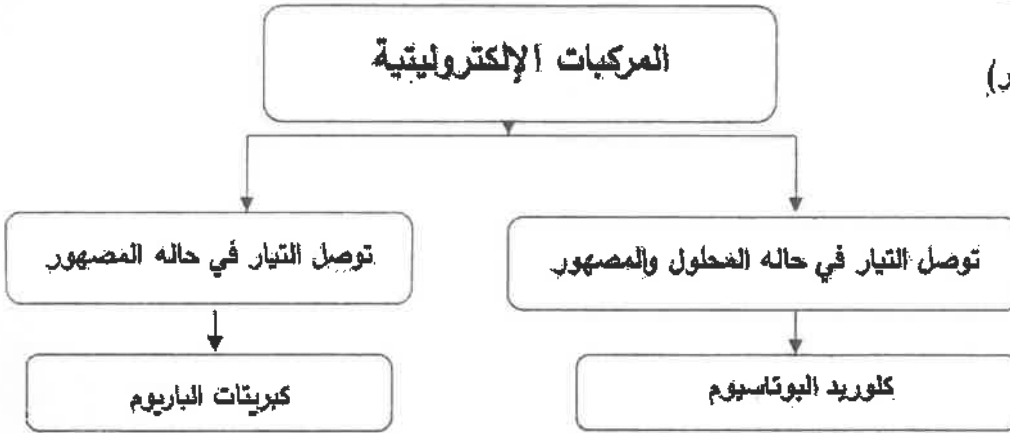 المركبات الإلكتروليتية
ر)
توصل التيار في حاله المحلول والمصهور
توصل التيار في حاله المصهور
كلوريد البوتاسيوم
كبريتات الباريوم